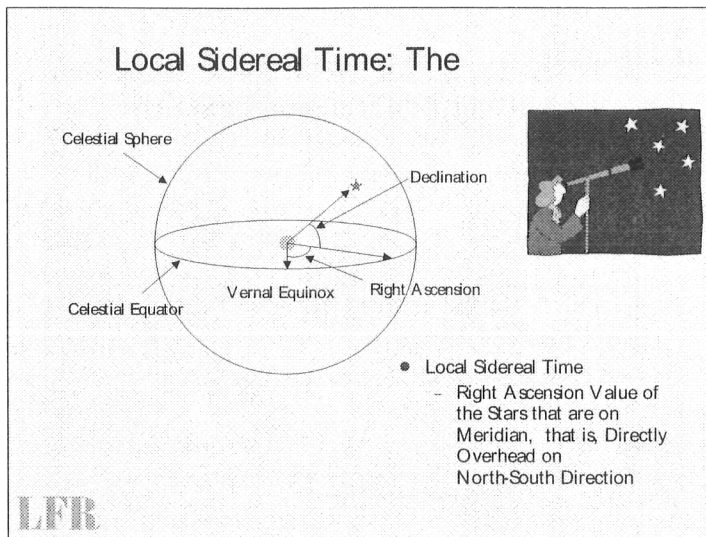 Local Sidereal Time: The
Celestial Sphere
Declination
Celestial Equator
Vernal Equinox
Right Ascension
● Local Sidereal Time
– Right Ascension Value of
the Stars that are on
Meridian, that is, Directly
Overhead on
North-South Direction
LFR